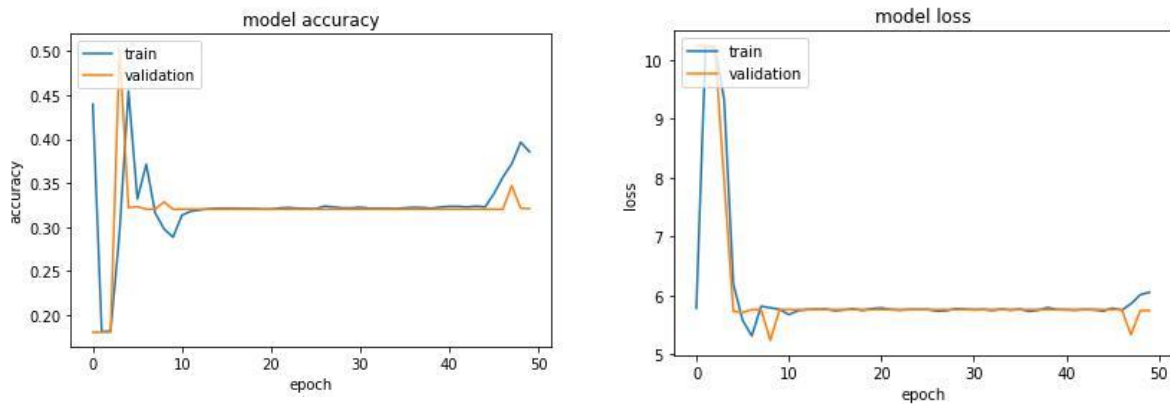 model accuracy
train
validation
0.50
0.45
0.40
0.35
0.30
0.25
0.20
accuracy
0 10 20 30 40 50
epoch
model loss
train
validation
10
9
8
7
6
5
loss
0 10 20 30 40 50
epoch